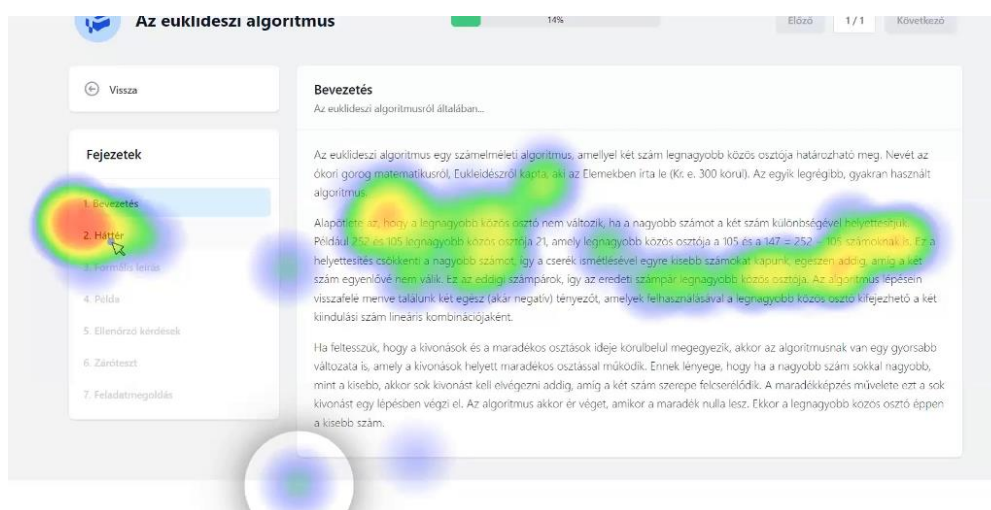 Az euklideszi algoritmus
14%
Előző
1 / 1
Következő
Vissza
Fejezetek
1. Bevezetés
2. Háttér
3. Formális leírás
4. Példa
5. Ellenőrző kérdések
6. Záróteszt
7. Feladatmegoldás
Bevezetés
Az euklideszi algoritmusról általában...
Az euklideszi algoritmus egy számelméleti algoritmus, amellyel két szám legnagyobb közös osztója határozható meg. Nevét az
ókori görög matematikusról, Eukleidészről kapta, aki az Elemekben írta le (Kr. e. 300 körül). Az egyik legrégibb, gyakran használt
algoritmus.
Alapötlete az, hogy a legnagyobb közös osztó nem változik, ha a nagyobb számot a két szám különbségével helyettesítjük.
Például 252 és 105 legnagyobb közös osztója 21, amely legnagyobb közös osztója a 105 és a 147 = 252 – 105 számoknak is. Ez a
helyettesítés csökkenti a nagyobb számot, így a cserék ismétlésével egyre kisebb számokat kapunk, egészen addig, amíg a két
szám egyenlővé nem válik. Ez az eddigi számpárok, így az eredeti számpár legnagyobb közös osztója. Az algoritmus lépésein
visszafelé menve találunk két egész (akár negatív) tényezőt, amelyek felhasználásával a legnagyobb közös osztó kifejezhető a két
kiindulási szám lineáris kombinációjaként.
Ha feltesszük, hogy a kivonások és a maradékos osztások ideje körülbelül megegyezik, akkor az algoritmusnak van egy gyorsabb
változata is, amely a kivonások helyett maradékos osztással működik. Ennek lényege, hogy ha a nagyobb szám sokkal nagyobb,
mint a kisebb, akkor sok kivonást kell elvégezni addig, amíg a két szám szerepe felcserélődik. A maradékképzés művelete ezt a sok
kivonást egy lépésben végzi el. Az algoritmus akkor ér véget, amikor a maradék nulla lesz. Ekkor a legnagyobb közös osztó éppen
a kisebb szám.